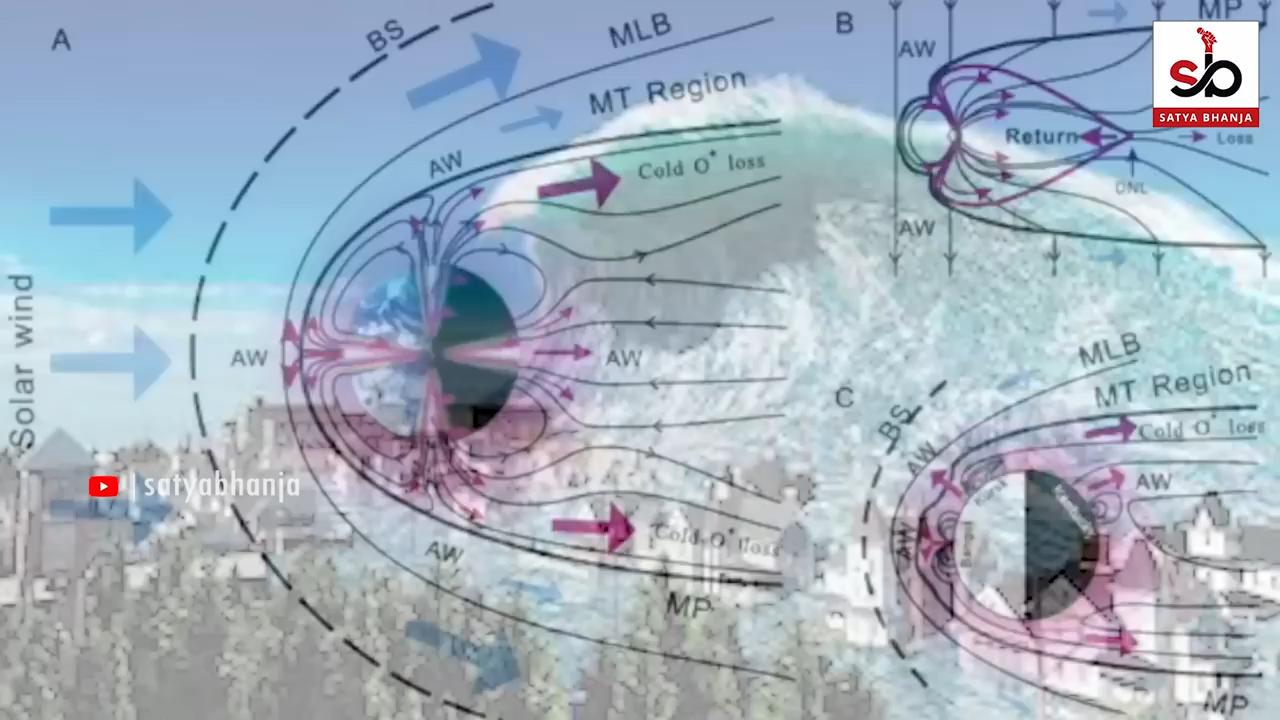 A
BS
MLB
MT Region
AW
Cold O+ loss
Solar wind
AW
AW
Cold O+ loss
AW
MP
B
MP
AW
Return
Loss
DNL
AW
C
MLB
MT Region
BS
Cold O+ loss
AW
AW
AW
MP
sb
SATYA BHANJA
| satyabhanja